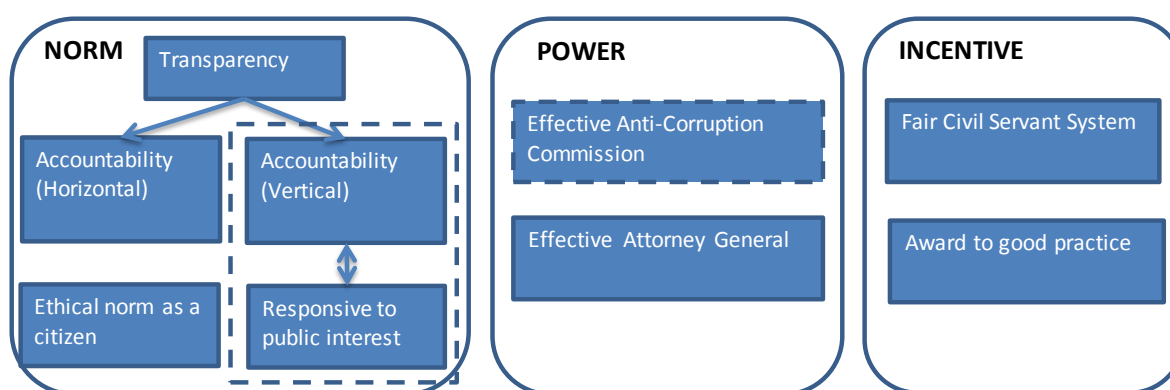 NORM
Transparency
Accountability
(Horizontal)
Accountability
(Vertical)
Ethical norm as a
citizen
Responsive to
public interest
POWER
Effective Anti-Corruption
Commission
Effective Attorney General
INCENTIVE
Fair Civil Servant System
Award to good practice